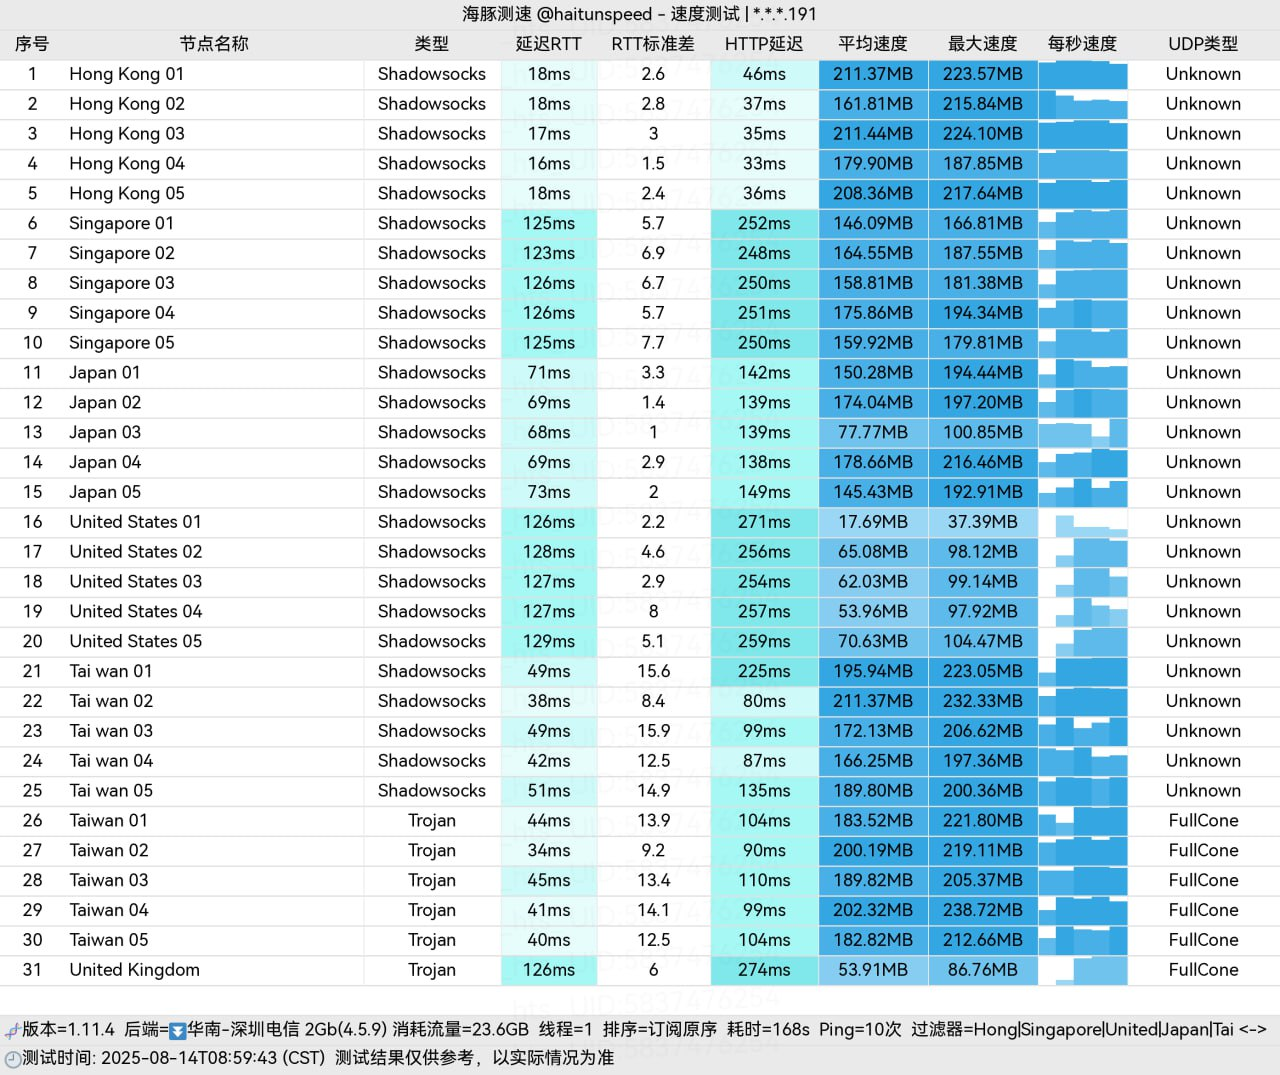 海豚测速 @haitunspeed - 速度测试 | *.*.*.191
序号 节点名称 类型 延迟RTT RTT标准差 HTTP延迟 平均速度 最大速度 每秒速度 UDP类型
1 Hong Kong 01 Shadowsocks 18ms 2.6 46ms 211.37MB 223.57MB Unknown
2 Hong Kong 02 Shadowsocks 18ms 2.8 37ms 161.81MB 215.84MB Unknown
3 Hong Kong 03 Shadowsocks 17ms 3 35ms 211.44MB 224.10MB Unknown
4 Hong Kong 04 Shadowsocks 16ms 1.5 33ms 179.90MB 187.85MB Unknown
5 Hong Kong 05 Shadowsocks 18ms 2.4 36ms 208.36MB 217.64MB Unknown
6 Singapore 01 Shadowsocks 125ms 5.7 252ms 146.09MB 166.81MB Unknown
7 Singapore 02 Shadowsocks 123ms 6.9 248ms 164.55MB 187.55MB Unknown
8 Singapore 03 Shadowsocks 126ms 6.7 250ms 158.81MB 181.38MB Unknown
9 Singapore 04 Shadowsocks 126ms 5.7 251ms 175.86MB 194.34MB Unknown
10 Singapore 05 Shadowsocks 125ms 7.7 250ms 159.92MB 179.81MB Unknown
11 Japan 01 Shadowsocks 71ms 3.3 142ms 150.28MB 194.44MB Unknown
12 Japan 02 Shadowsocks 69ms 1.4 139ms 174.04MB 197.20MB Unknown
13 Japan 03 Shadowsocks 68ms 1 139ms 77.77MB 100.85MB Unknown
14 Japan 04 Shadowsocks 69ms 2.9 138ms 178.66MB 216.46MB Unknown
15 Japan 05 Shadowsocks 73ms 2 149ms 145.43MB 192.91MB Unknown
16 United States 01 Shadowsocks 126ms 2.2 271ms 17.69MB 37.39MB Unknown
17 United States 02 Shadowsocks 128ms 4.6 256ms 65.08MB 98.12MB Unknown
18 United States 03 Shadowsocks 127ms 2.9 254ms 62.03MB 99.14MB Unknown
19 United States 04 Shadowsocks 127ms 8 257ms 53.96MB 97.92MB Unknown
20 United States 05 Shadowsocks 129ms 5.1 259ms 70.63MB 104.47MB Unknown
21 Tai wan 01 Shadowsocks 49ms 15.6 225ms 195.94MB 223.05MB Unknown
22 Tai wan 02 Shadowsocks 38ms 8.4 80ms 211.37MB 232.33MB Unknown
23 Tai wan 03 Shadowsocks 49ms 15.9 99ms 172.13MB 206.62MB Unknown
24 Tai wan 04 Shadowsocks 42ms 12.5 87ms 166.25MB 197.36MB Unknown
25 Tai wan 05 Shadowsocks 51ms 14.9 135ms 189.80MB 200.36MB Unknown
26 Taiwan 01 Trojan 44ms 13.9 104ms 183.52MB 221.80MB FullCone
27 Taiwan 02 Trojan 34ms 9.2 90ms 200.19MB 219.11MB FullCone
28 Taiwan 03 Trojan 45ms 13.4 110ms 189.82MB 205.37MB FullCone
29 Taiwan 04 Trojan 41ms 14.1 99ms 202.32MB 238.72MB FullCone
30 Taiwan 05 Trojan 40ms 12.5 104ms 182.82MB 212.66MB FullCone
31 United Kingdom Trojan 126ms 6 274ms 53.91MB 86.76MB FullCone
版本=1.11.4 后端=⏬华南-深圳电信 2Gb(4.5.9) 消耗流量=23.6GB 线程=1 排序=订阅原序 耗时=168s Ping=10次 过滤器=Hong|Singapore|United|Japan|Tai <->
测试时间: 2025-08-14T08:59:43 (CST) 测试结果仅供参考，以实际情况为准